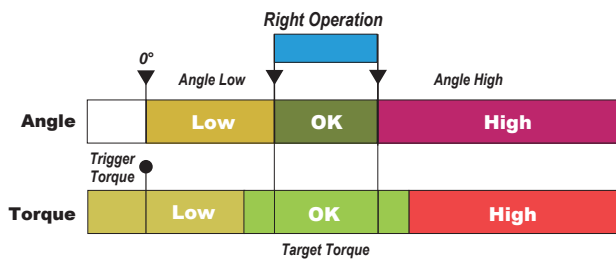 Right Operation
0°
Angle Low
Angle High
Angle
Low
OK
High
Trigger
Torque
Torque
Low
OK
High
Target Torque